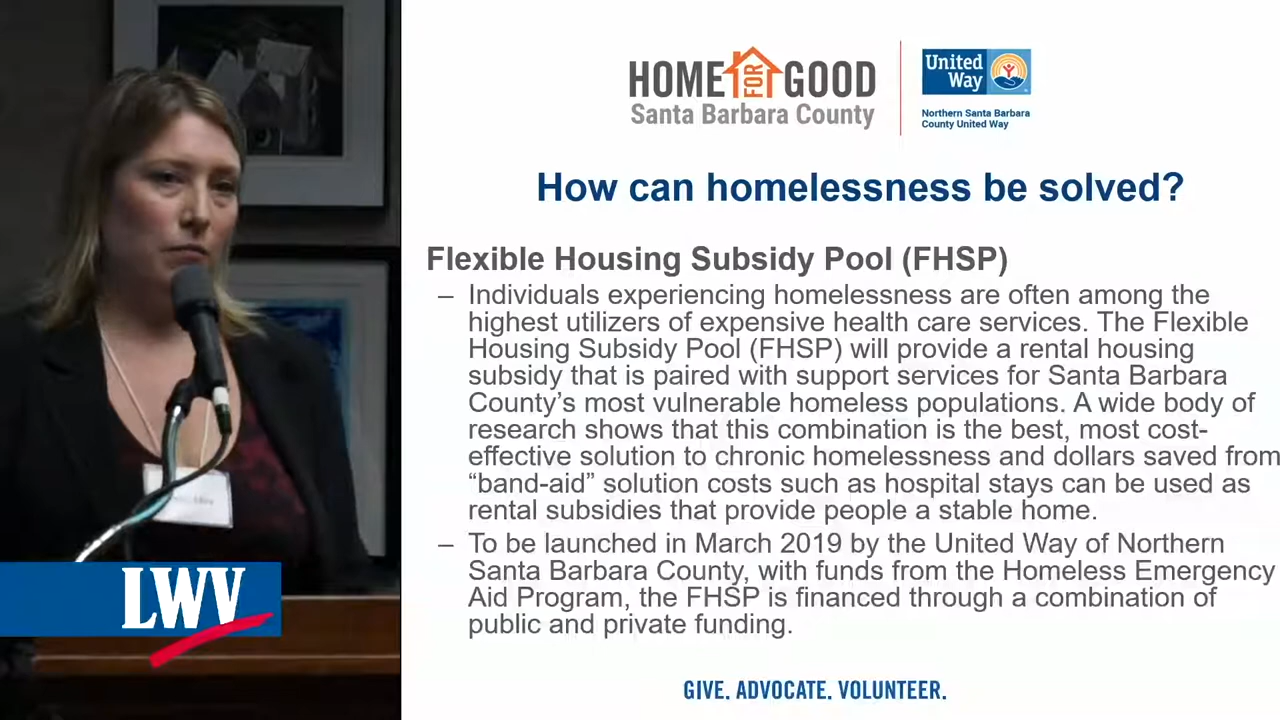 HOME FOR GOOD
Santa Barbara County
United
Way
Northern Santa Barbara
County United Way
How can homelessness be solved?
Flexible Housing Subsidy Pool (FHSP)
– Individuals experiencing homelessness are often among the
highest utilizers of expensive health care services. The Flexible
Housing Subsidy Pool (FHSP) will provide a rental housing
subsidy that is paired with support services for Santa Barbara
County’s most vulnerable homeless populations. A wide body of
research shows that this combination is the best, most cost-
effective solution to chronic homelessness and dollars saved from
“band-aid” solution costs such as hospital stays can be used as
rental subsidies that provide people a stable home.
– To be launched in March 2019 by the United Way of Northern
Santa Barbara County, with funds from the Homeless Emergency
Aid Program, the FHSP is financed through a combination of
public and private funding.
GIVE. ADVOCATE. VOLUNTEER.
LWV